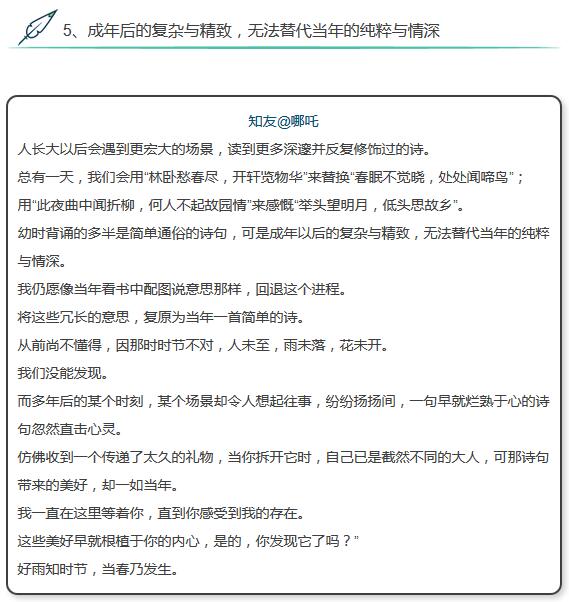 5、成年后的复杂与精致，无法替代当年的纯粹与情深
知友@哪吒
人长大以后会遇到更宏大的场景，读到更多深邃并反复修饰过的诗。
总有一天，我们会用“林卧愁春尽，开轩览物华”来替换“春眠不觉晓，处处闻啼鸟”；
用“此夜曲中闻折柳，何人不起故园情”来感慨“举头望明月，低头思故乡”。
幼时背诵的多半是简单通俗的诗句，可是成年以后的复杂与精致，无法替代当年的纯粹
与情深。
我仍愿像当年看书中配图说意思那样，回退这个进程。
将这些冗长的意思，复原为当年一首简单的诗。
从前尚不懂得，因那时时节不对，人未至，雨未落，花未开。
我们没能发现。
而多年后的某个时刻，某个场景却令人想起往事，纷纷扬扬间，一句早就烂熟于心的诗
句忽然直击心灵。
仿佛收到一个传递了太久的礼物，当你拆开它时，自己已是截然不同的大人，可那诗句
带来的美好，却一如当年。
我一直在这里等着你，直到你感受到我的存在。
这些美好早就根植于你的内心，是的，你发现它了吗？”
好雨知时节，当春乃发生。